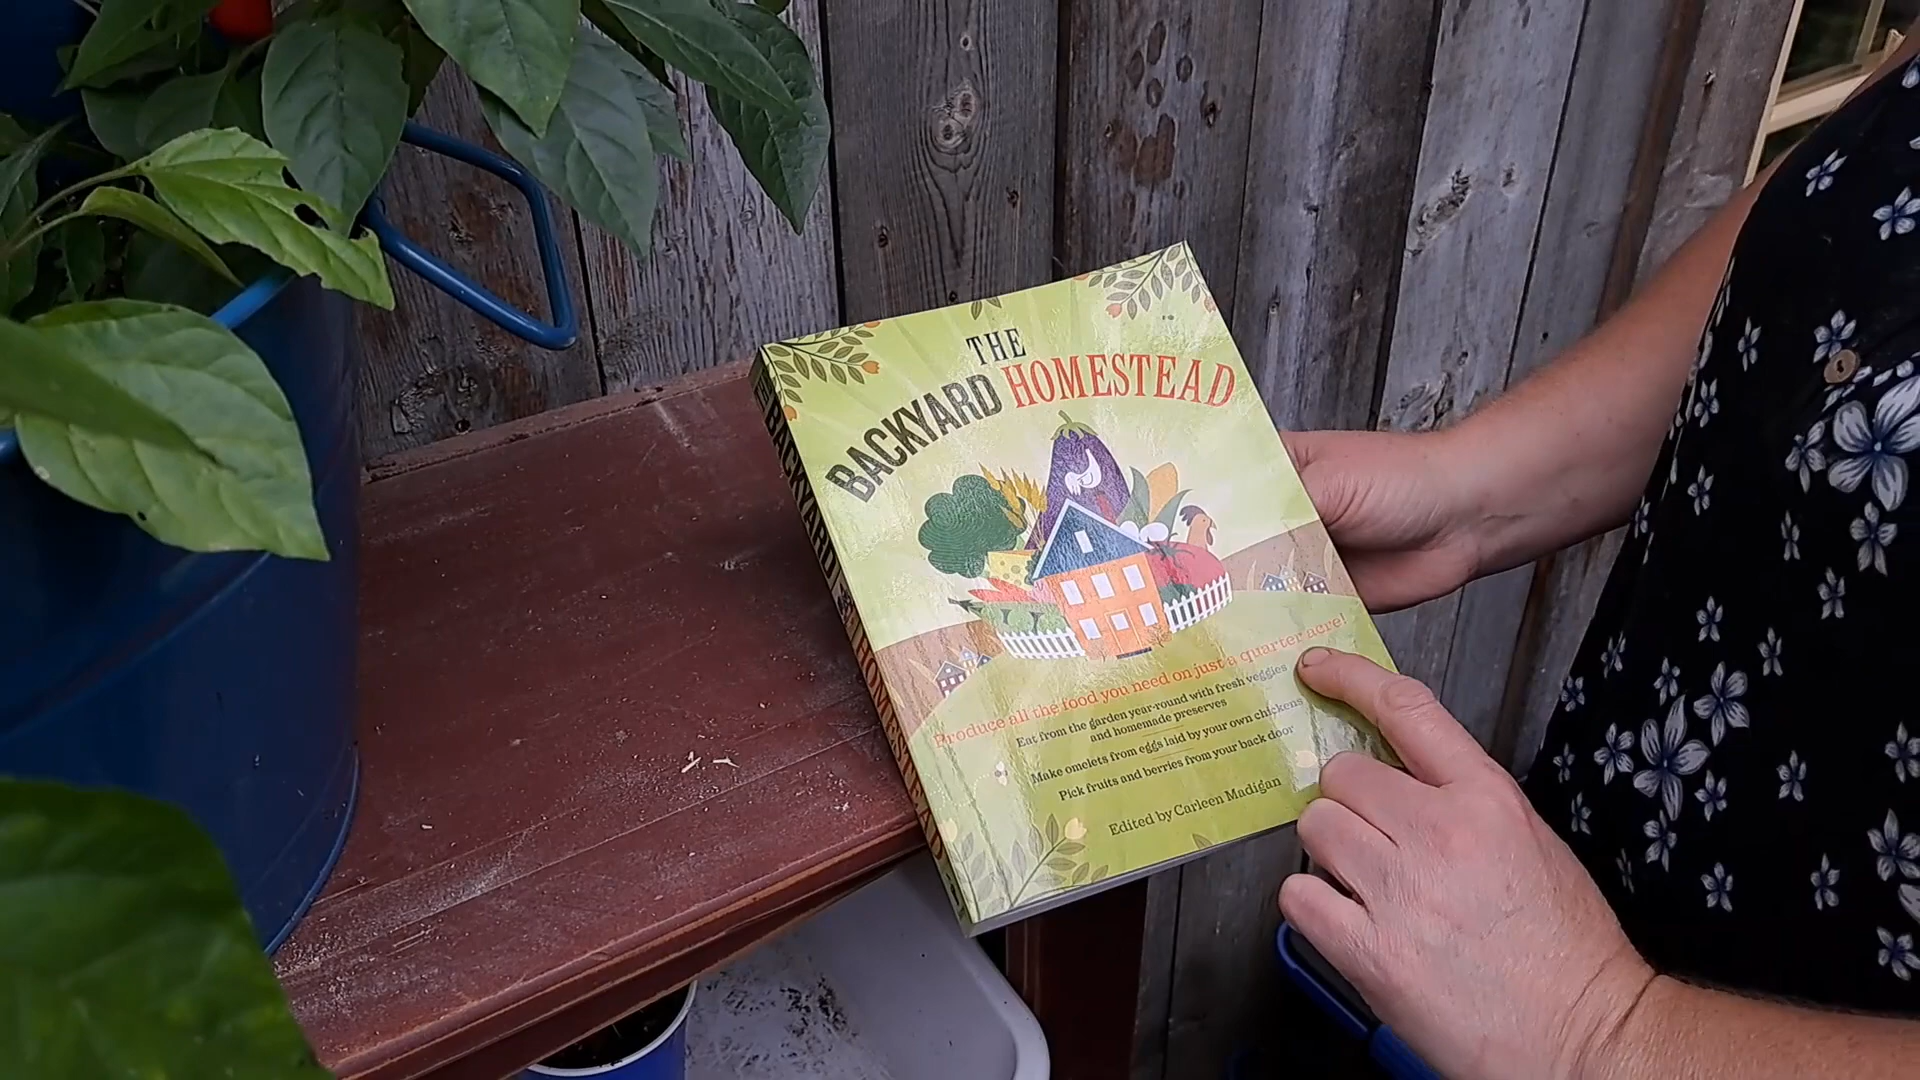 THE
BACKYARD HOMESTEAD
Produce all the food you need on just a quarter acre!
Eat from the garden year-round with fresh veggies
and homemade preserves
Make omelets from eggs laid by your own chickens
Pick fruits and berries from your back door
Edited by Carleen Madigan
THE BACKYARD HOMESTEAD